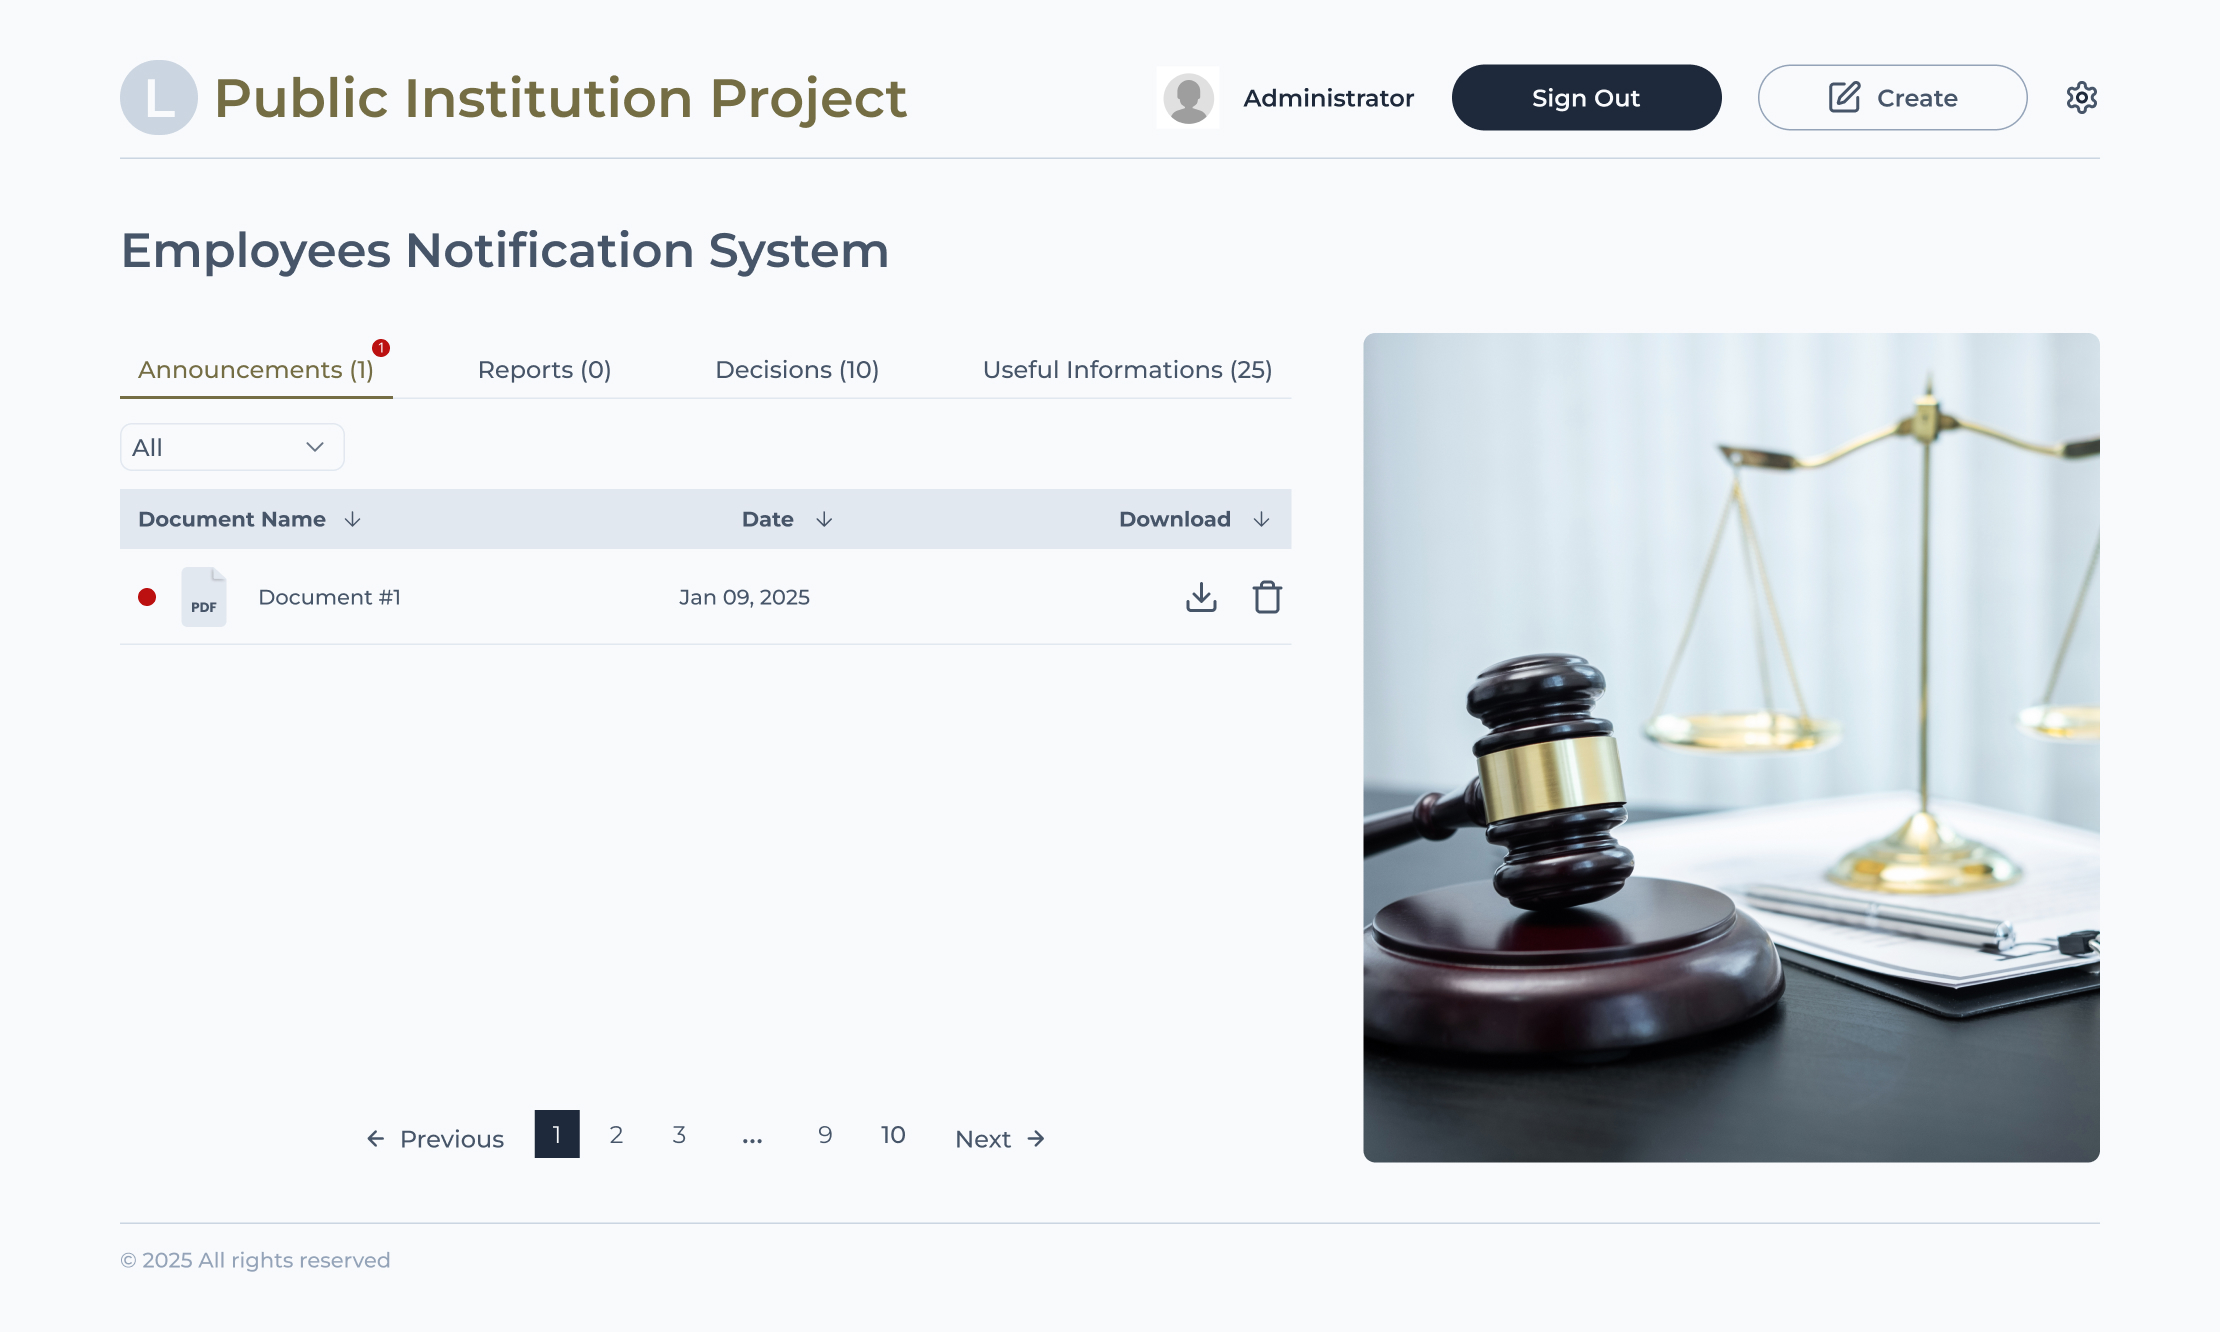 L Public Institution Project
Administrator
Sign Out
Create
Employees Notification System
Announcements (1)
1
Reports (0)
Decisions (10)
Useful Informations (25)
All
Document Name
Date
Download
PDF
Document #1
Jan 09, 2025
Previous
1
2
3
...
9
10
Next
© 2025 All rights reserved